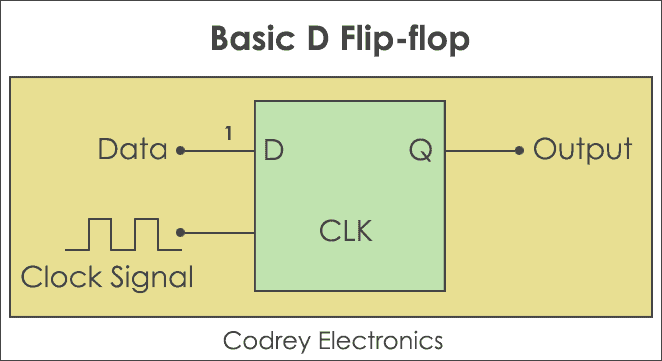 Basic D Flip-flop
1
Data D Q Output
CLK
Clock Signal
Codrey Electronics